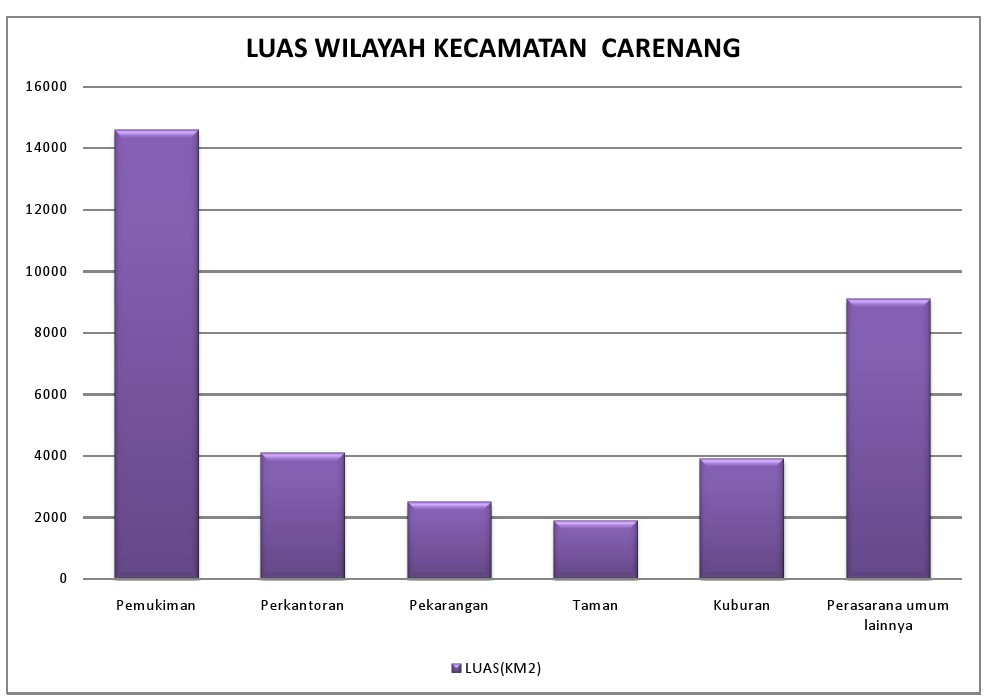 LUAS WILAYAH KECAMATAN  CARENANG
16000
14000
12000
10000
8000
6000
4000
2000
0
Pemukiman
Perkantoran
Pekarangan
Taman
Kuburan
Perasarana umum
lainnya
LUAS(KM2)